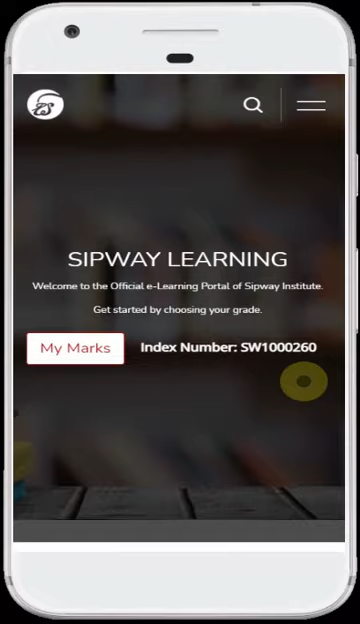 SIPWAY LEARNING
Welcome to the Official e-Learning Portal of Sipway Institute.
Get started by choosing your grade.
My Marks Index Number: SW1000260